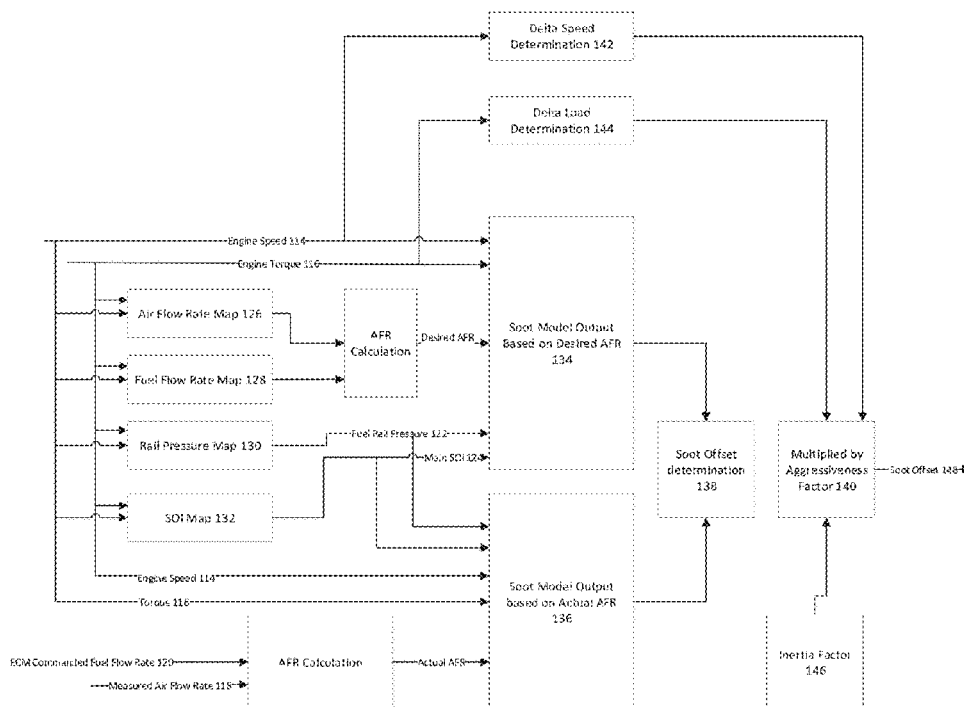 Delta Speed
Determination 142
Delta Load
Determination 144
Engine Speed 114
Engine Torque 116
Air Flow Rate Map 126
AFR
Calculation
Desired AFR
Soot Model Output
Based on Desired AFR
134
Fuel Flow Rate Map 128
Rail Pressure Map 130
Fuel Rail Pressure 122
Main SOI 124
Soot Offset
determination
138
Multiplied by
Aggressiveness
Factor 140
Soot Offset 148
SOI Map 132
Engine Speed 114
Torque 116
Soot Model Output
based on Actual AFR
136
ECM Commanded Fuel Flow Rate 120
AFR Calculation
Actual AFR
Measured Air Flow Rate 118
Inertia Factor
146